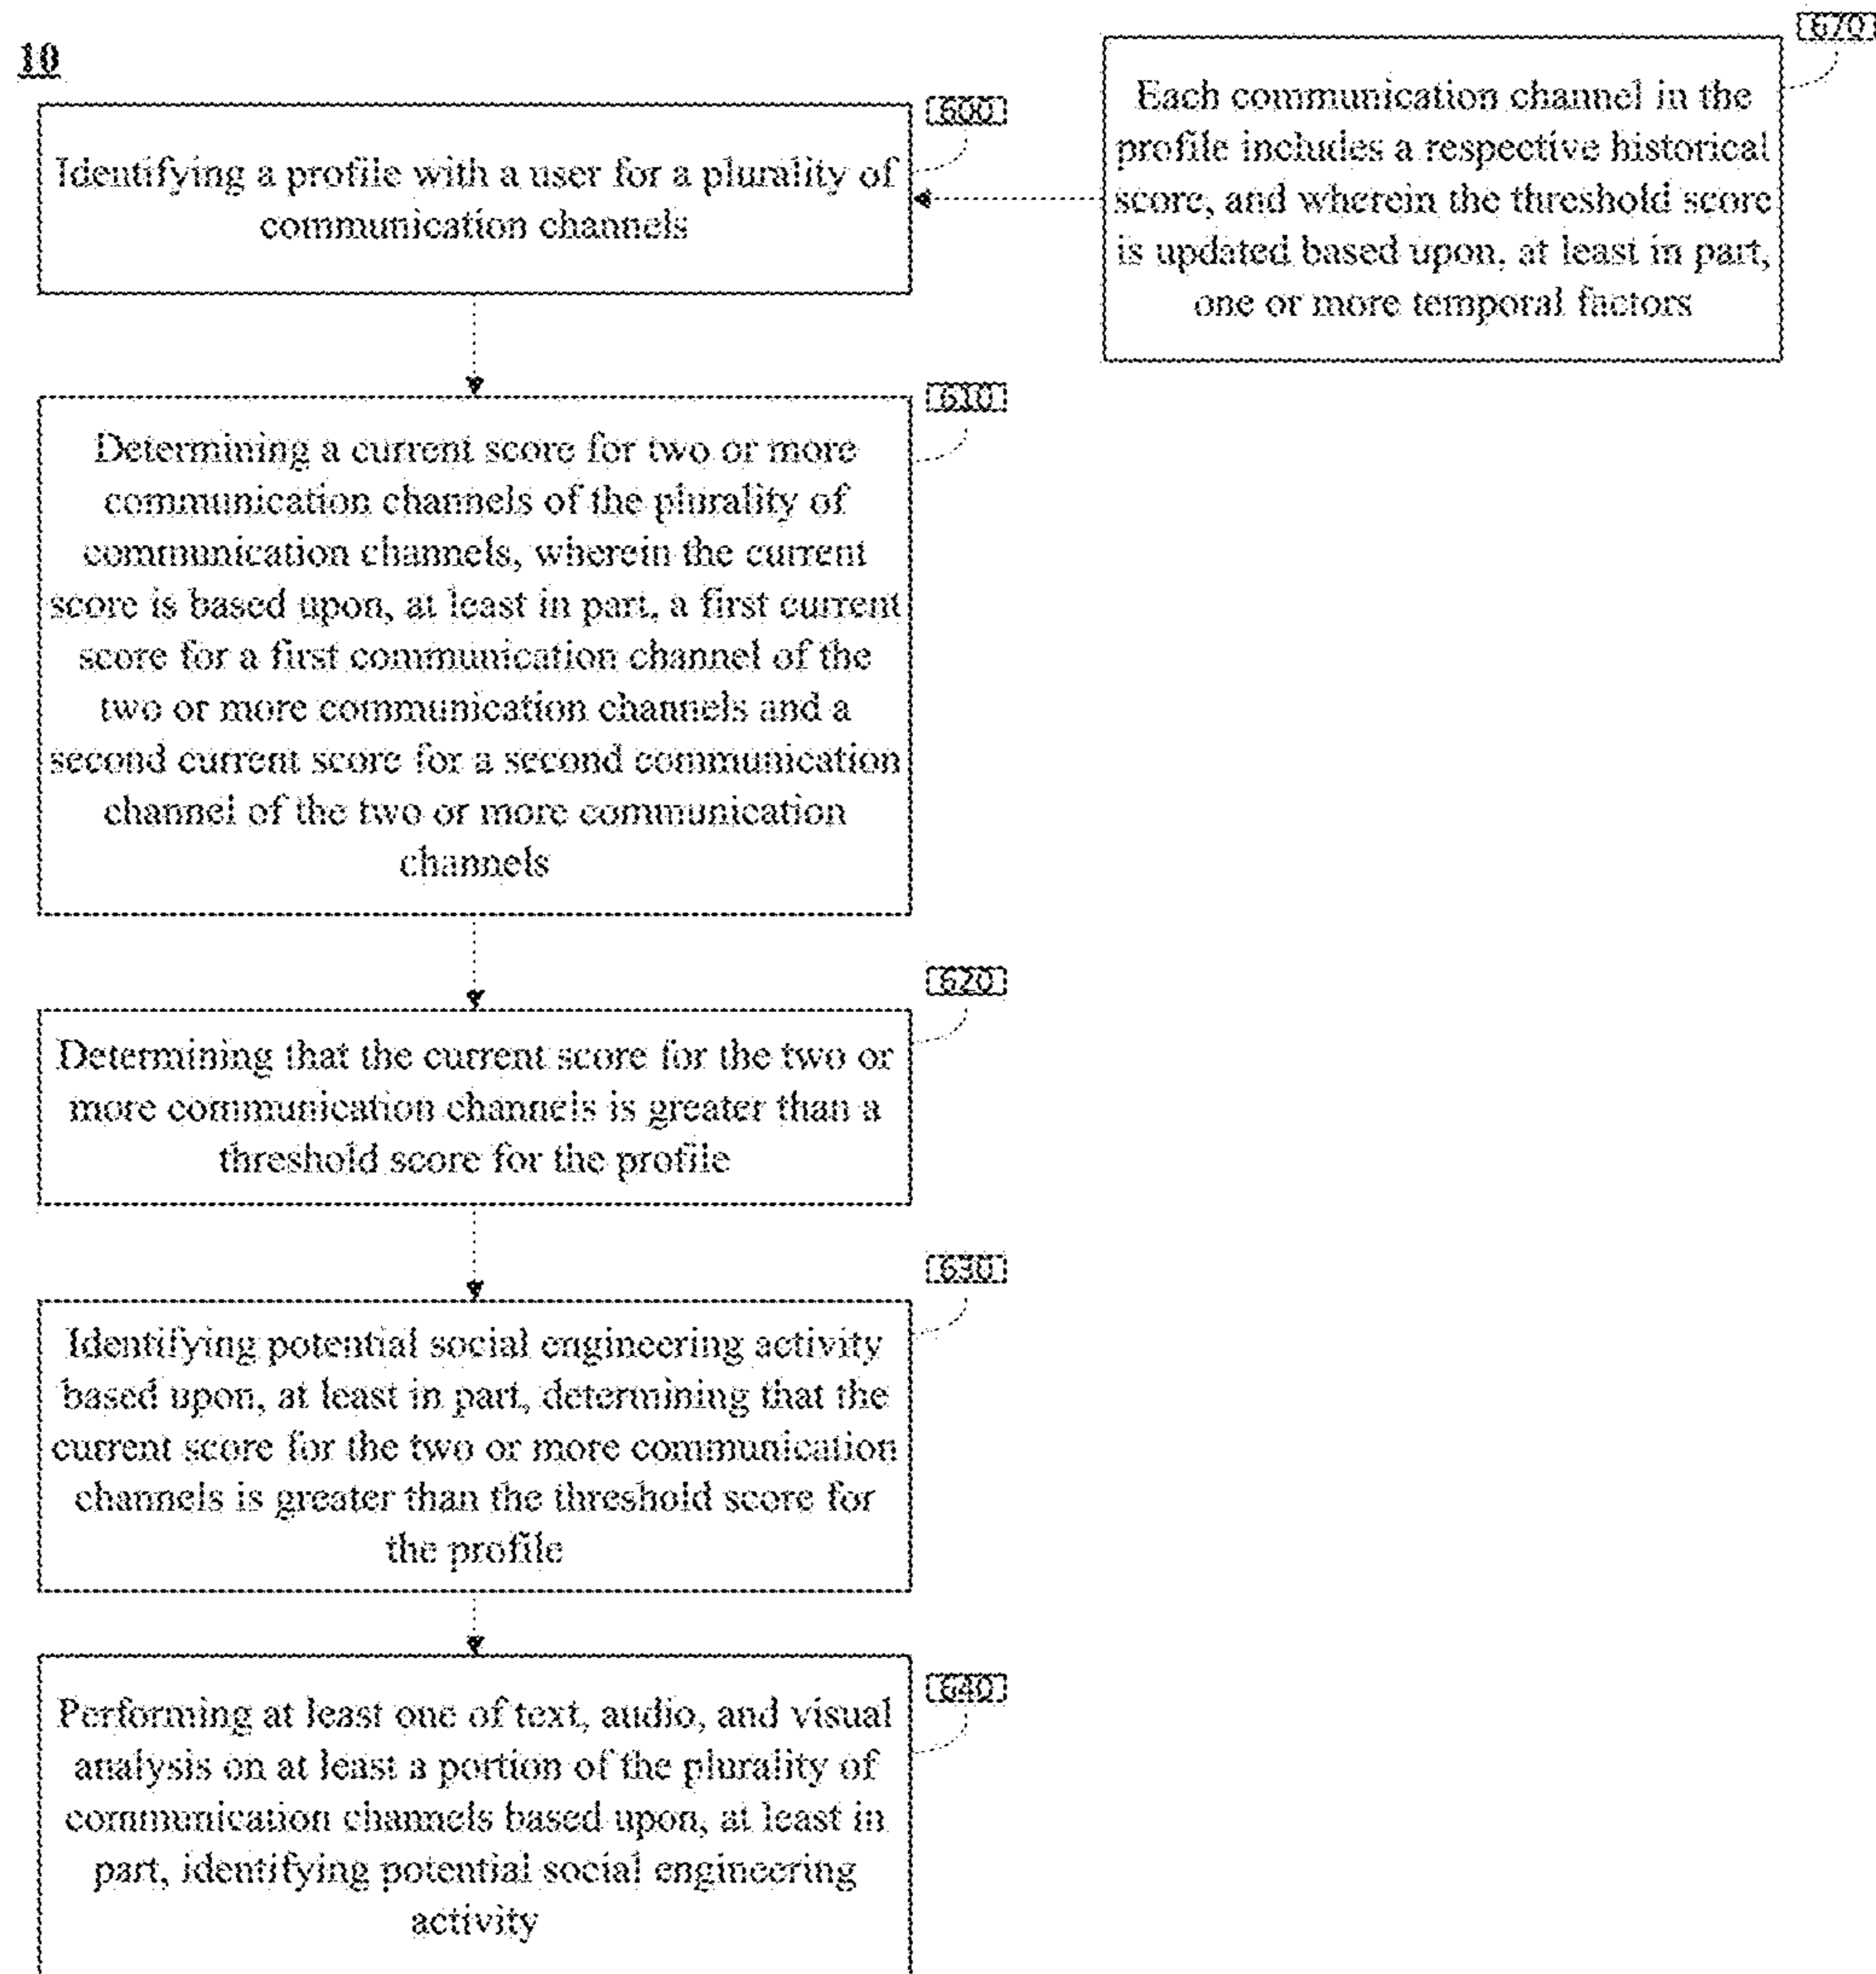 10
600
Identifying a profile with a user for a plurality of
communication channels
670
Each communication channel in the
profile includes a respective historical
score, and wherein the threshold score
is updated based upon, at least in part,
one or more temporal factors
610
Determining a current score for two or more
communication channels of the plurality of
communication channels, wherein the current
score is based upon, at least in part, a first current
score for a first communication channel of the
two or more communication channels and a
second current score for a second communication
channel of the two or more communication
channels
620
Determining that the current score for the two or
more communication channels is greater than a
threshold score for the profile
630
Identifying potential social engineering activity
based upon, at least in part, determining that the
current score for the two or more communication
channels is greater than the threshold score for
the profile
640
Performing at least one of text, audio, and visual
analysis on at least a portion of the plurality of
communication channels based upon, at least in
part, identifying potential social engineering
activity